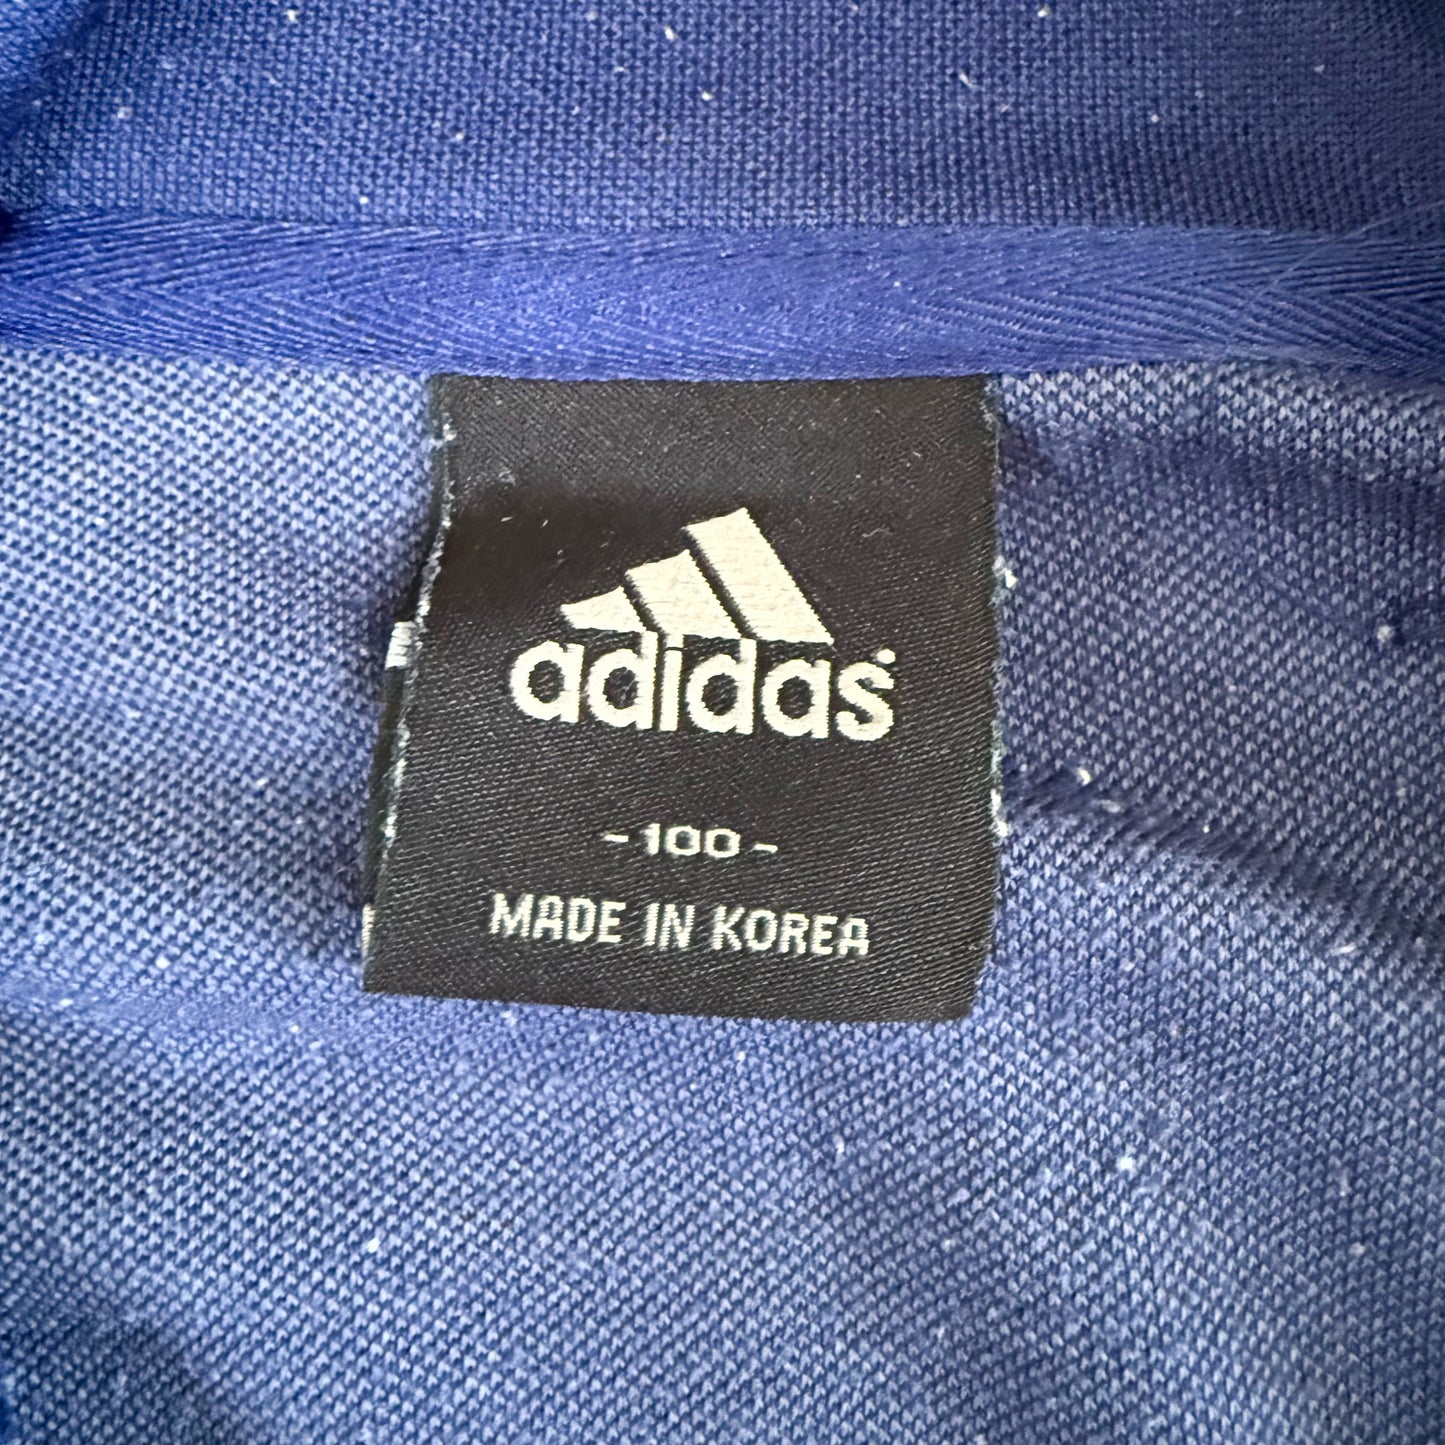 adidas
- 100 -
MADE IN KOREA